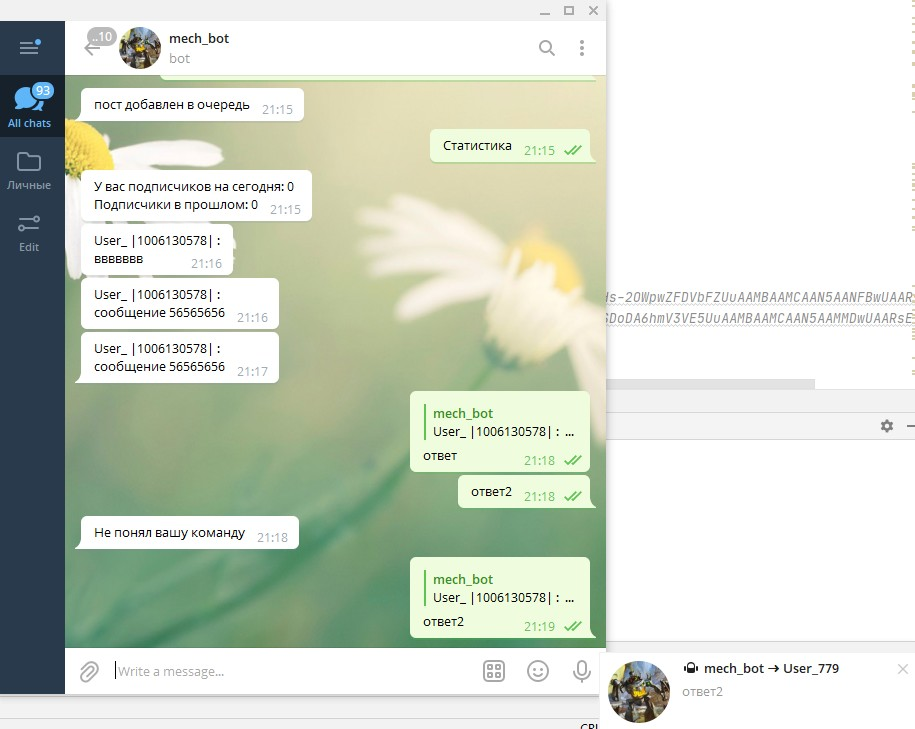 ..10
mech_bot
bot
93
All chats
Личные
Edit
пост добавлен в очередь 21:15
Статистика 21:15
У вас подписчиков на сегодня: 0
Подписчики в прошлом: 0 21:15
User_ |1006130578| :
ввввввв 21:16
User_ |1006130578| :
сообщение 56565656 21:16
User_ |1006130578| :
сообщение 56565656 21:17
mech_bot
User_ |1006130578| : ...
ответ 21:18
ответ2 21:18
Не понял вашу команду 21:18
mech_bot
User_ |1006130578| : ...
ответ2 21:19
Write a message...
mech_bot → User_779
ответ2